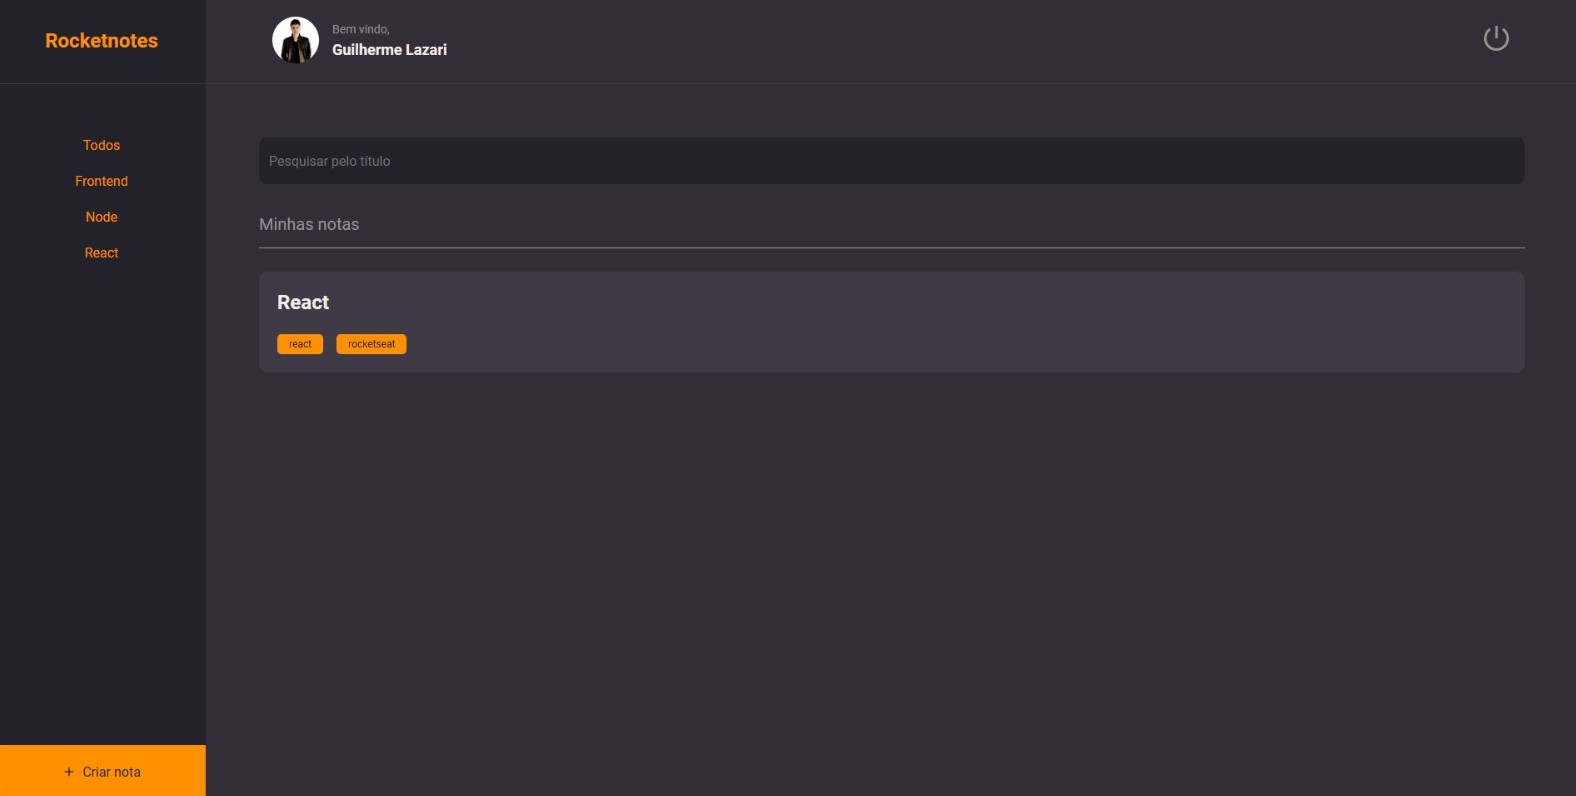 Rocketnotes
Bem vindo,
Guilherme Lazari
Todos
Frontend
Node
React
Pesquisar pelo título
Minhas notas
React
react
rocketseat
+ Criar nota